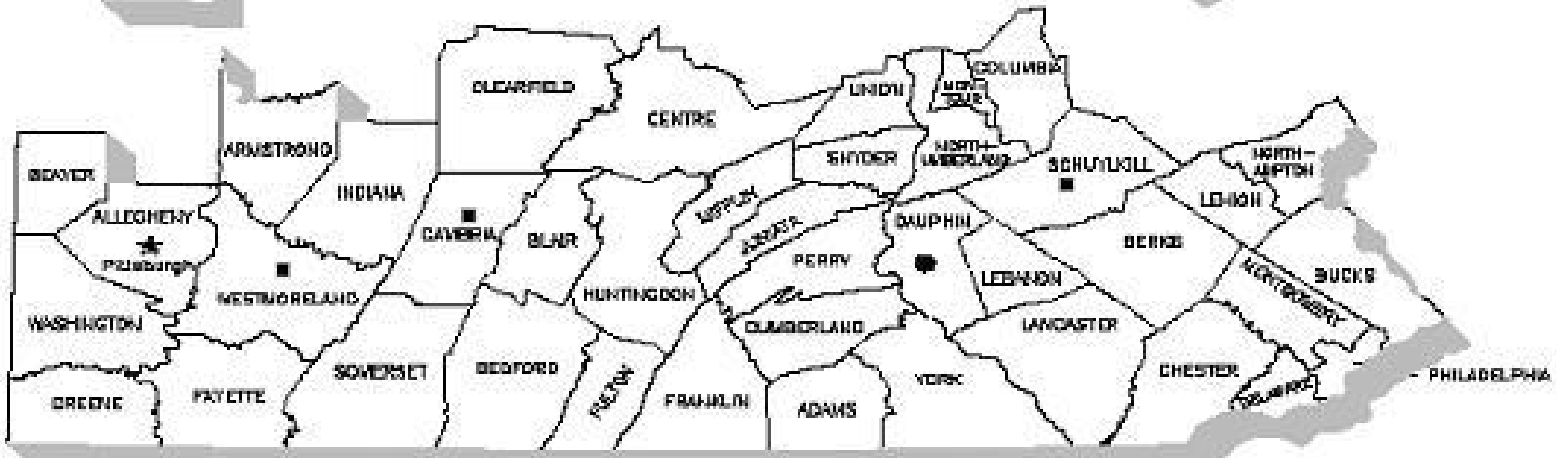 CLEARFIELD
COLUMBIA
UNION
MON-
TOUR
CENTRE
ARMSTRONG
SNYDER
NORTH-
UMBERLAND
SCHUYLKILL
NORTH-
AMPTON
BEAVER
INDIANA
MIFFLIN
LEHIGH
ALLEGHENY
JUNIATA
DAUPHIN
CAMBRIA
BLAIR
BERKS
Pittsburgh
PERRY
LEBANON
MONTGOMERY
BUCKS
WESTMORELAND
HUNTINGDON
WASHINGTON
CUMBERLAND
LANCASTER
SOMERSET
BEDFORD
CHESTER
PHILADELPHIA
GREENE
FAYETTE
FULTON
FRANKLIN
ADAMS
YORK
DELAWARE